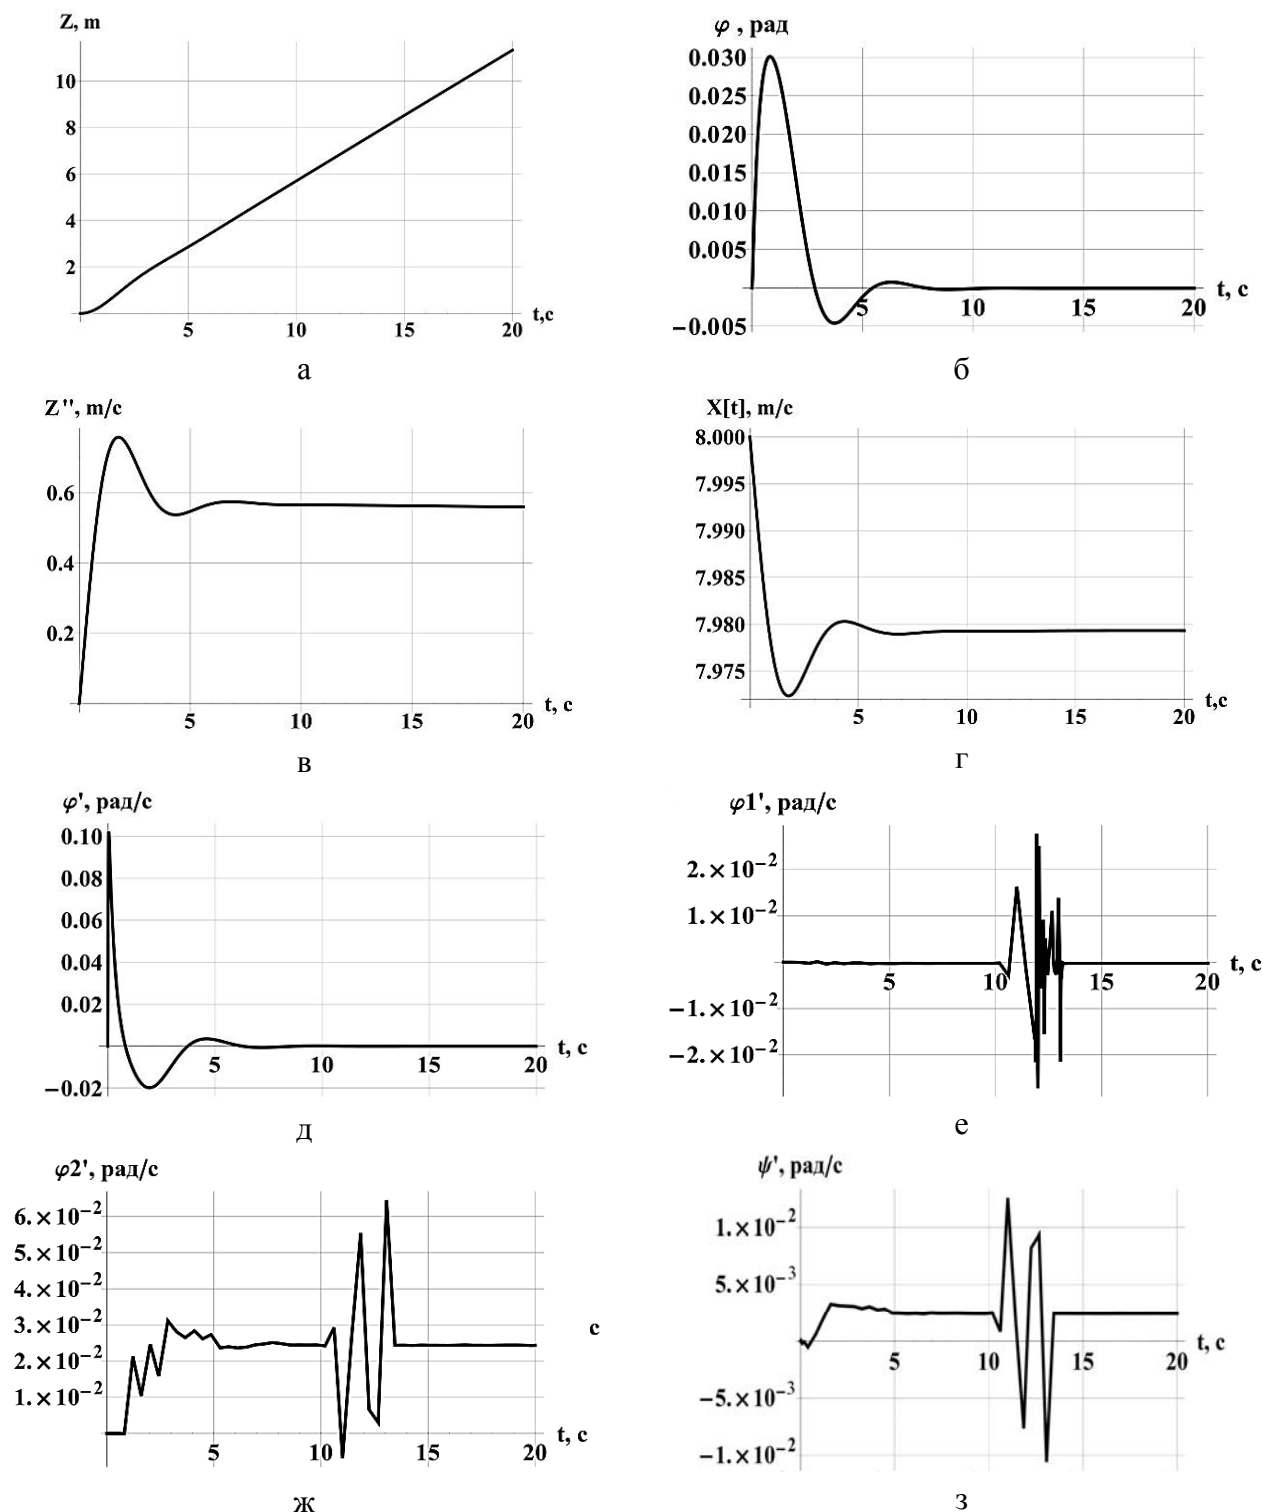 Z, m
10
8
6
4
2
5
10
15
20
t,c
а
φ , рад
0.030
0.025
0.020
0.015
0.010
0.005
−0.005
5
10
15
20
t, c
б
Z'', m/c
0.6
0.4
0.2
5
10
15
20
t, c
в
X[t], m/c
8.000
7.995
7.990
7.985
7.980
7.975
5
10
15
20
t,c
г
φ', рад/c
0.10
0.08
0.06
0.04
0.02
−0.02
5
10
15
20
t, c
д
φ1', рад/c
2.×10⁻²
1.×10⁻²
−1.×10⁻²
−2.×10⁻²
5
10
15
20
t, c
е
φ2', рад/c
6.×10⁻²
5.×10⁻²
4.×10⁻²
3.×10⁻²
2.×10⁻²
1.×10⁻²
5
10
15
20
t, c
c
ж
ψ', рад/c
1.×10⁻²
5.×10⁻³
−5.×10⁻³
−1.×10⁻²
5
10
15
20
t, c
з